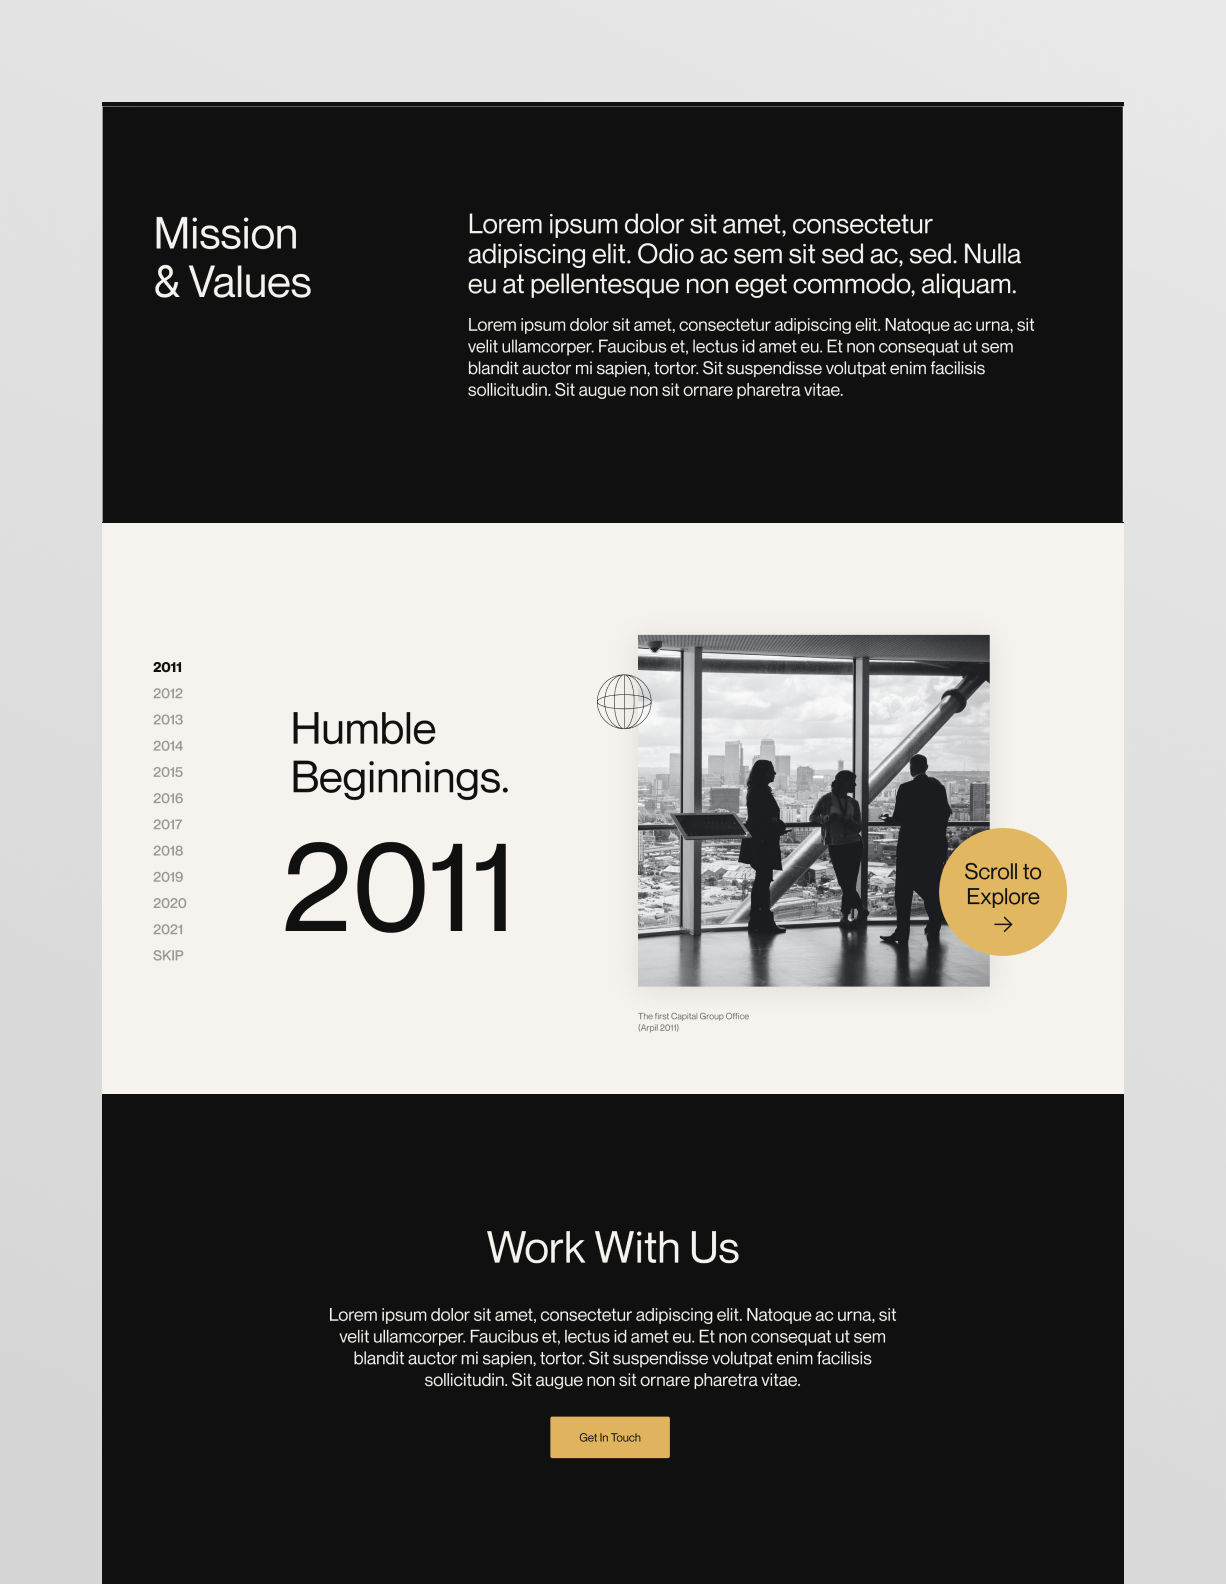 Mission
& Values
Lorem ipsum dolor sit amet, consectetur
adipiscing elit. Odio ac sem sit sed ac, sed. Nulla
eu at pellentesque non eget commodo, aliquam.
Lorem ipsum dolor sit amet, consectetur adipiscing elit. Natoque ac urna, sit
velit ullamcorper. Faucibus et, lectus id amet eu. Et non consequat ut sem
blandit auctor mi sapien, tortor. Sit suspendisse volutpat enim facilisis
sollicitudin. Sit augue non sit ornare pharetra vitae.
2011
2012
2013
2014
2015
2016
2017
2018
2019
2020
2021
SKIP
Humble
Beginnings.
2011
Scroll to
Explore
The first Capital Group Office
(Arpil 2011)
Work With Us
Lorem ipsum dolor sit amet, consectetur adipiscing elit. Natoque ac urna, sit
velit ullamcorper. Faucibus et, lectus id amet eu. Et non consequat ut sem
blandit auctor mi sapien, tortor. Sit suspendisse volutpat enim facilisis
sollicitudin. Sit augue non sit ornare pharetra vitae.
Get In Touch